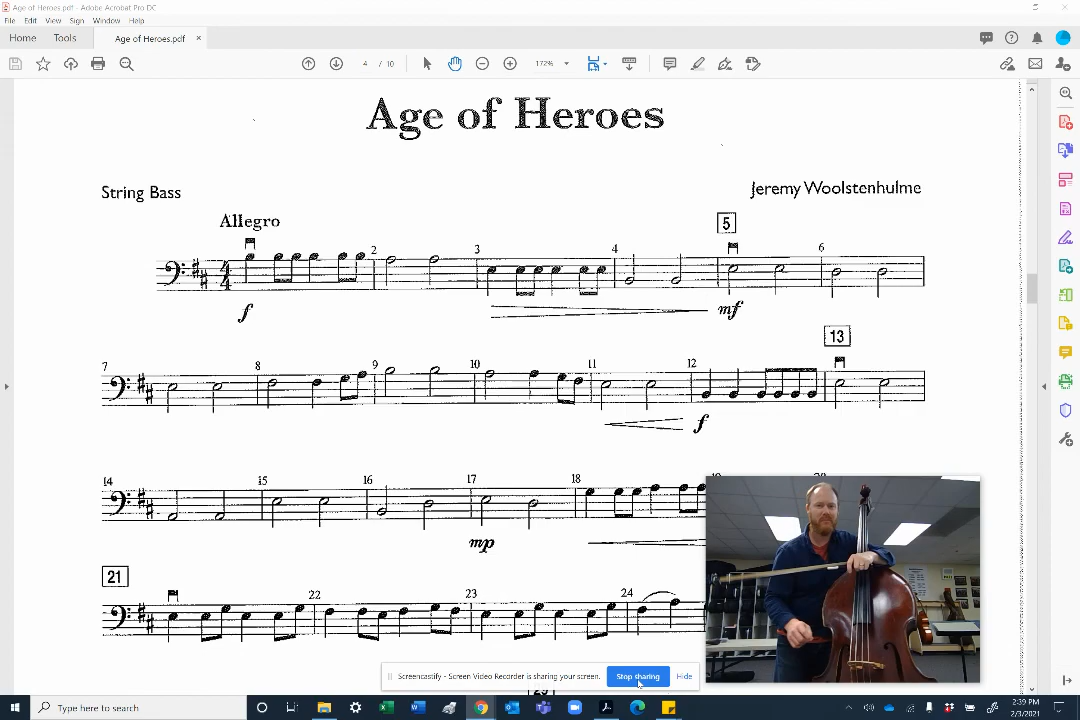 Age of Heroes.pdf - Adobe Acrobat Pro DC
File Edit View Sign Window Help
Home Tools Age of Heroes.pdf ×
4 / 10 172%
Age of Heroes
String Bass
Jeremy Woolstenhulme
Allegro
5
2 3 4 6
f mf
13
7 8 9 10 11 12
f
14 15 16 17 18
mp
21
22 23 24
Screencastify - Screen Video Recorder is sharing your screen. Stop sharing Hide
Type here to search
2:39 PM
2/3/2021